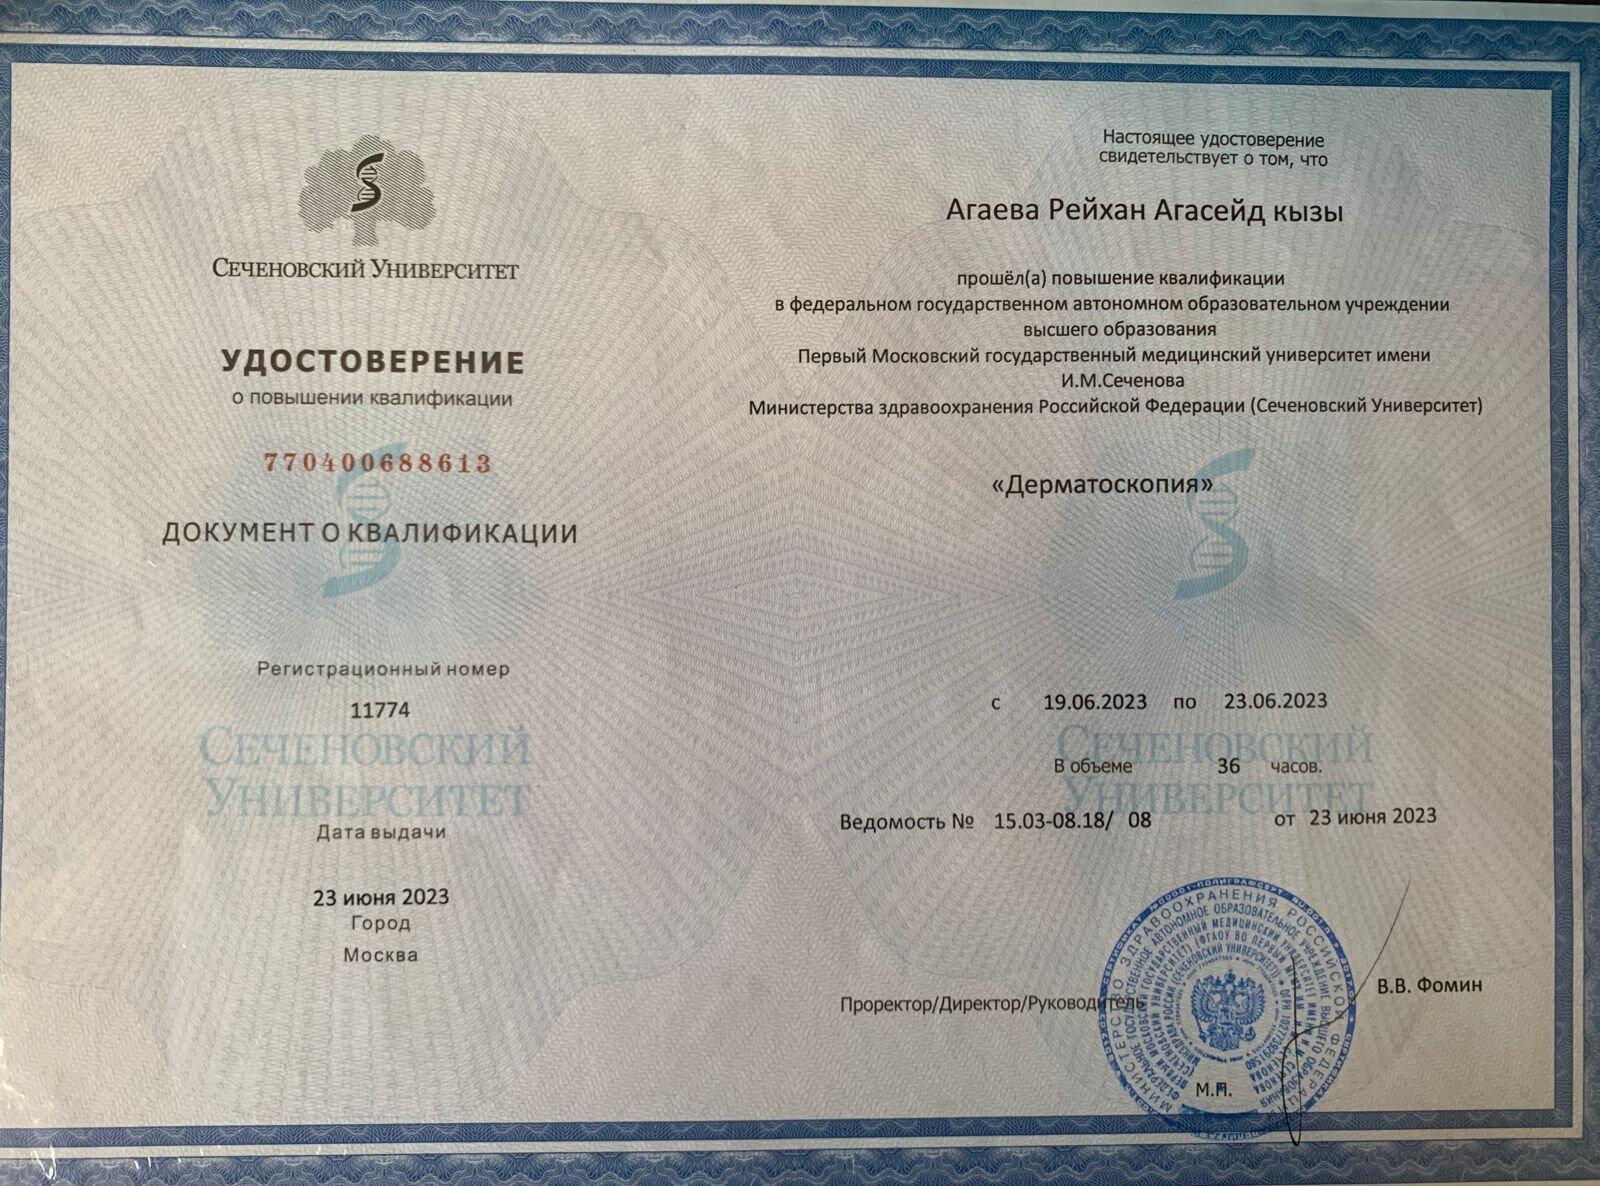 Сеченовский Университет
УДОСТОВЕРЕНИЕ
о повышении квалификации
770400688613
ДОКУМЕНТ О КВАЛИФИКАЦИИ
Регистрационный номер
11774
Сеченовский
Университет
Дата выдачи
23 июня 2023
Город
Москва
Настоящее удостоверение
свидетельствует о том, что
Агаева Рейхан Агасейд кызы
прошёл(а) повышение квалификации
в федеральном государственном автономном образовательном учреждении
высшего образования
Первый Московский государственный медицинский университет имени
И.М.Сеченова
Министерства здравоохранения Российской Федерации (Сеченовский Университет)
«Дерматоскопия»
с 19.06.2023 по 23.06.2023
Сеченовский
В объеме 36 часов.
Университет
Ведомость № 15.03-08.18/ 08 от 23 июня 2023
Проректор/Директор/Руководитель
В.В. Фомин
М.П.